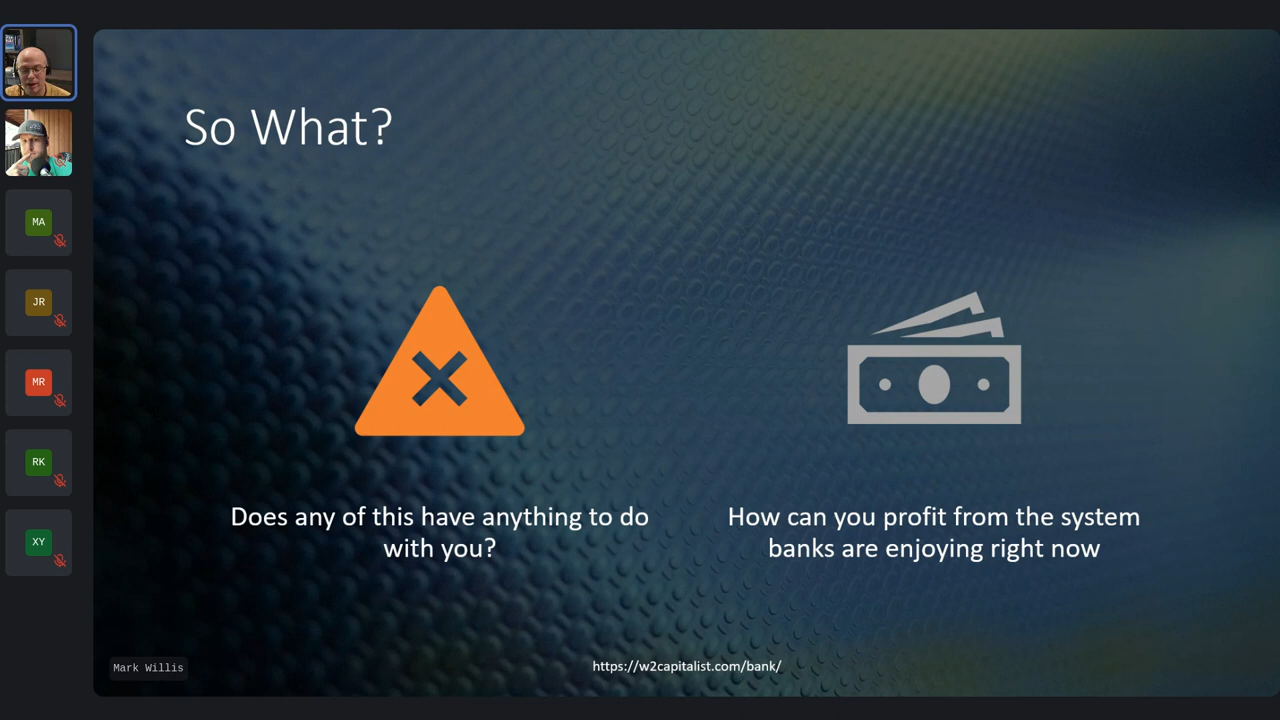 So What?
Does any of this have anything to do
with you?
How can you profit from the system
banks are enjoying right now
https://w2capitalist.com/bank/
Mark Willis
MA
JR
MR
RK
XY